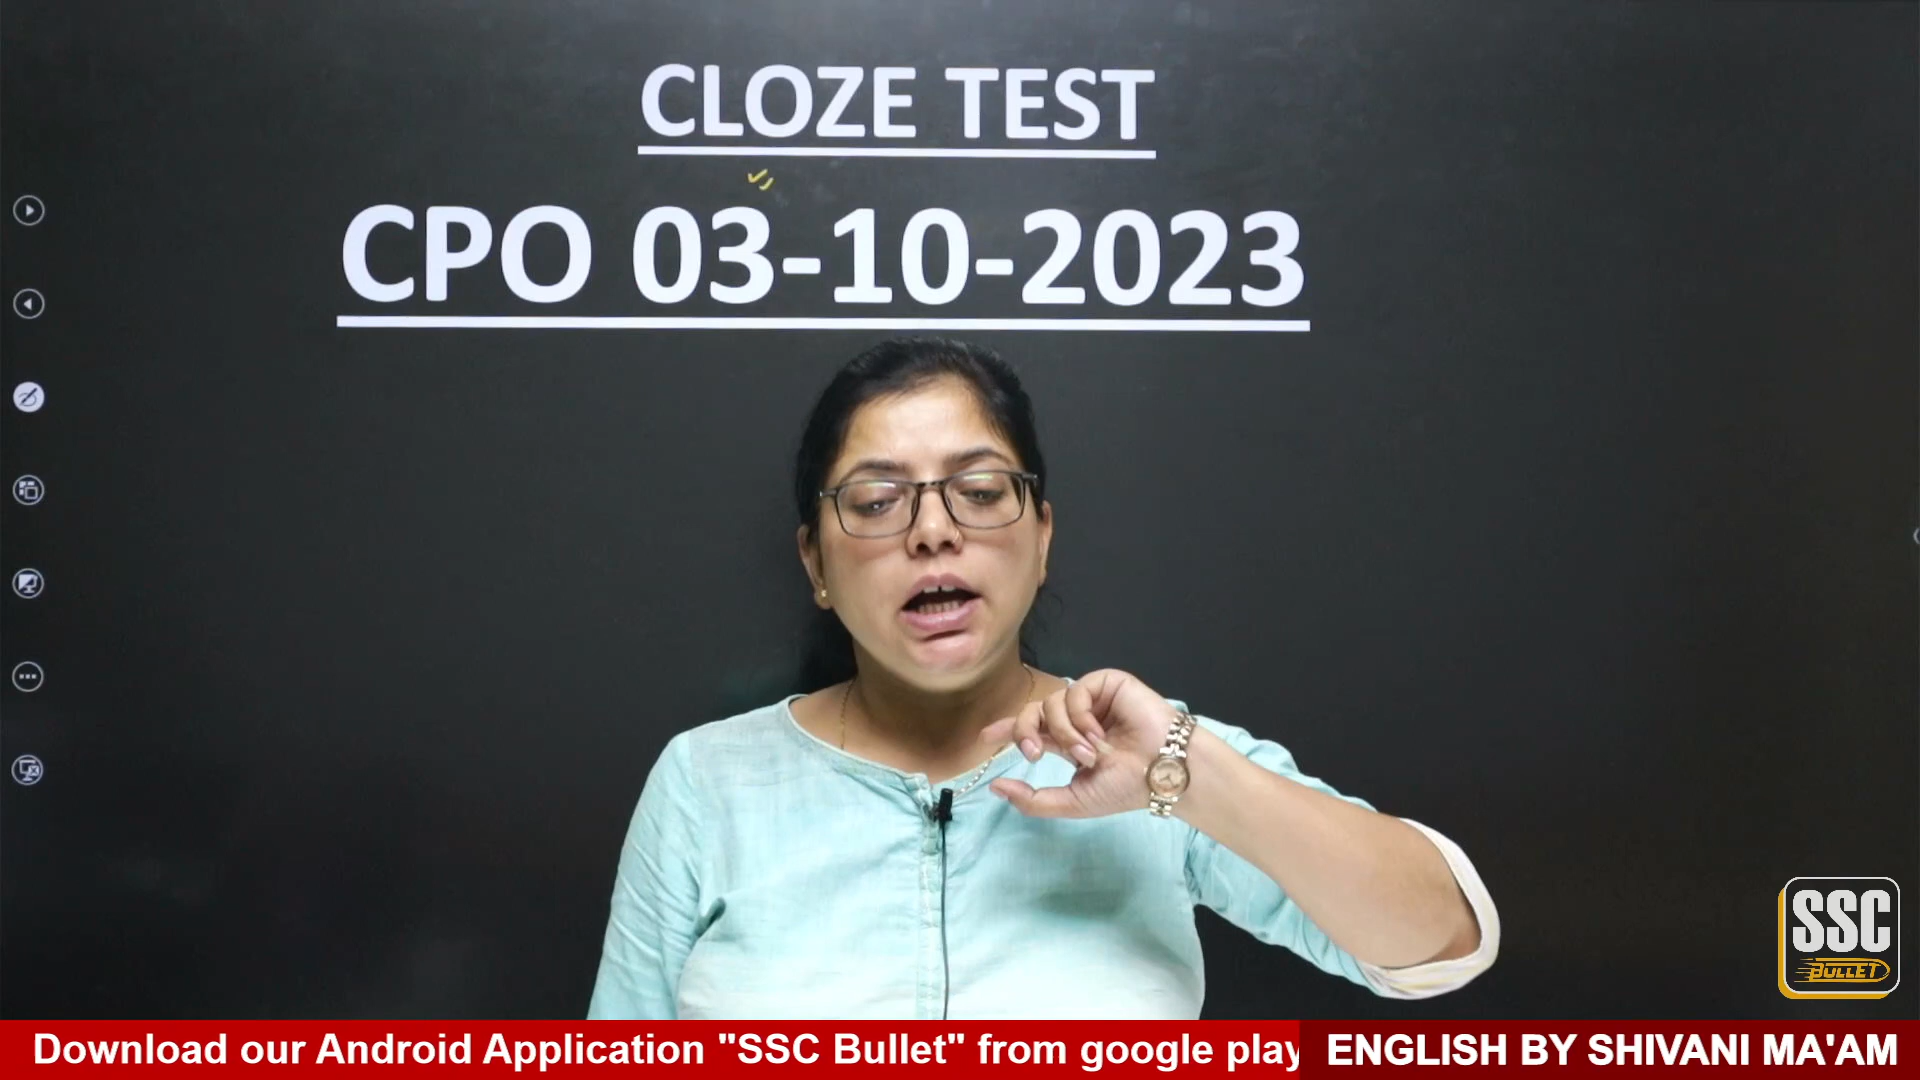 CLOZE TEST
CPO 03-10-2023
SSC
BULLET
Download our Android Application "SSC Bullet" from google play
ENGLISH BY SHIVANI MA'AM